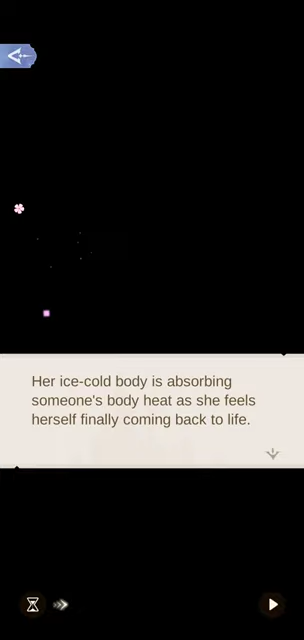 Her ice-cold body is absorbing
someone's body heat as she feels
herself finally coming back to life.